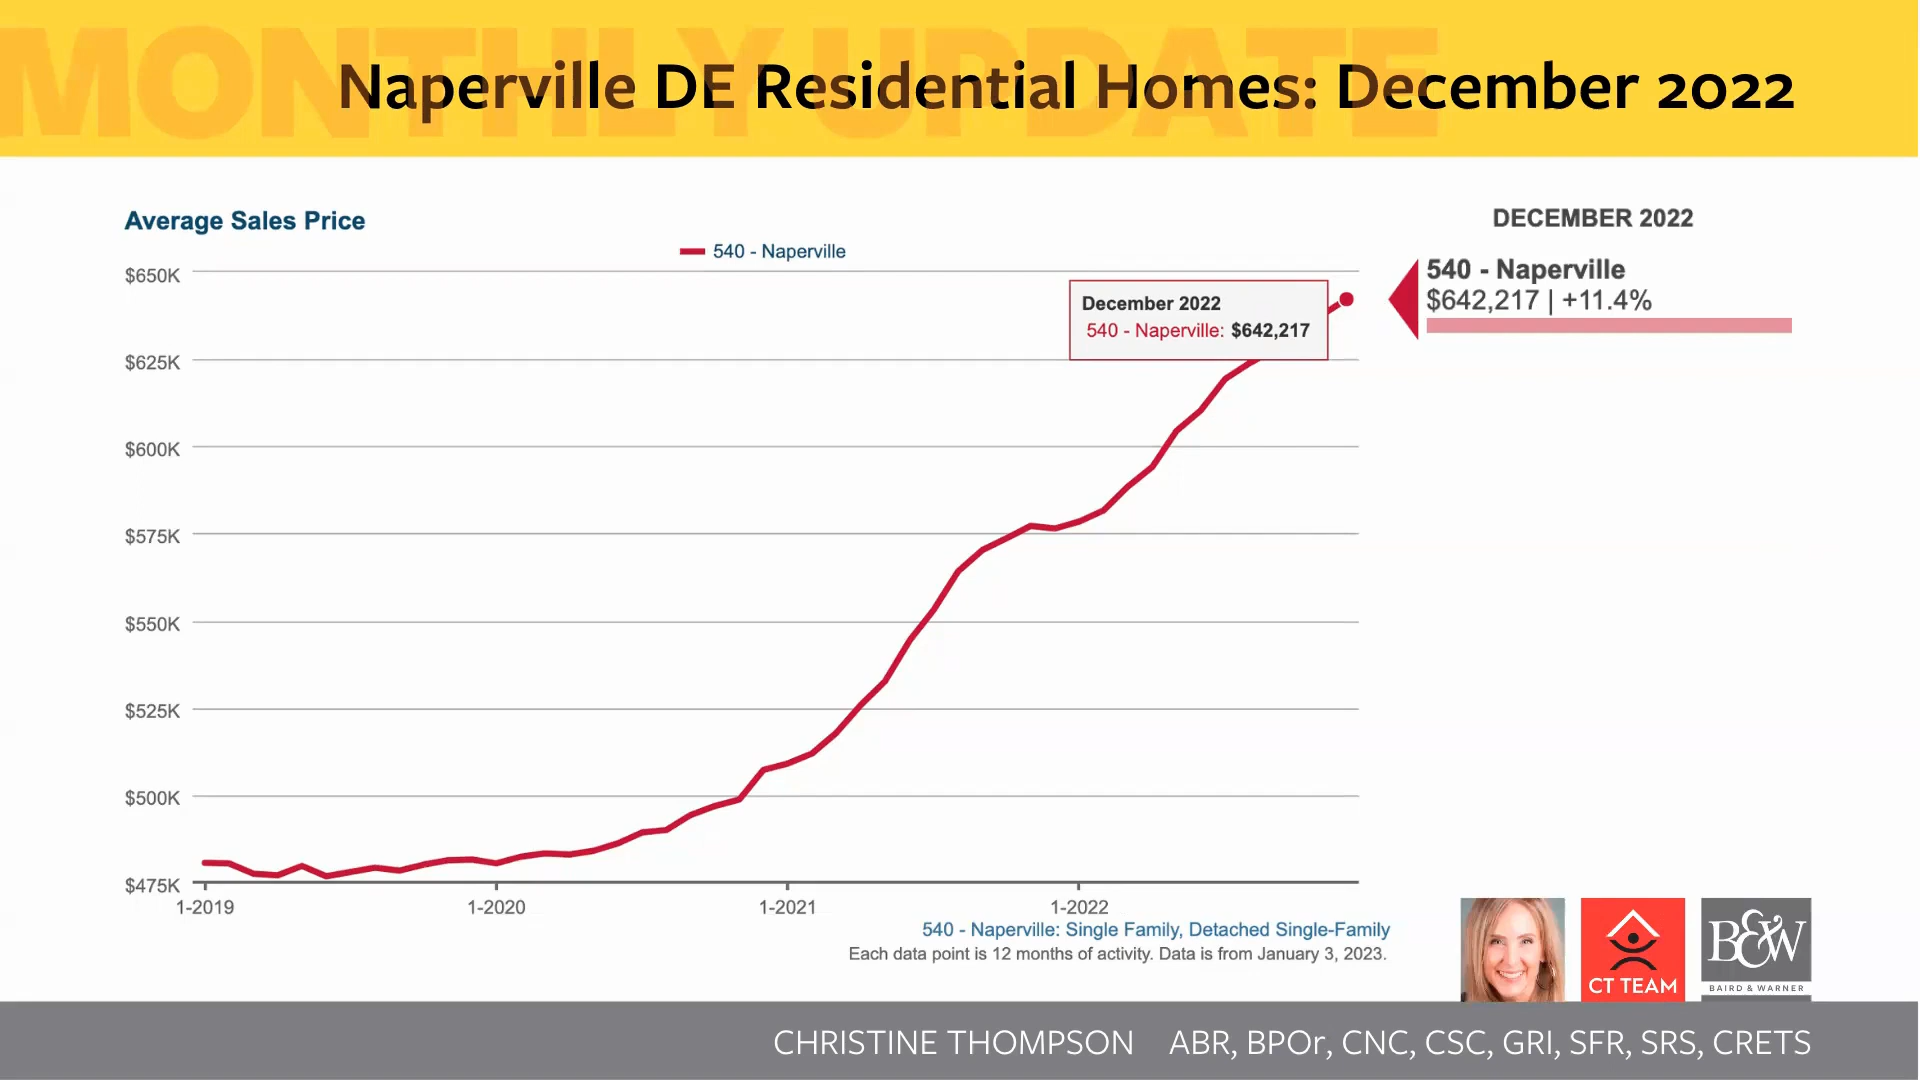 MONTHLY UPDATE
Naperville DE Residential Homes: December 2022
Average Sales Price
540 - Naperville
DECEMBER 2022
540 - Naperville
$642,217 | +11.4%
December 2022
540 - Naperville: $642,217
$650K
$625K
$600K
$575K
$550K
$525K
$500K
$475K
1-2019 1-2020 1-2021 1-2022
540 - Naperville: Single Family, Detached Single-Family
Each data point is 12 months of activity. Data is from January 3, 2023.
CT TEAM
B&W
BAIRD & WARNER
CHRISTINE THOMPSON ABR, BPOr, CNC, CSC, GRI, SFR, SRS, CRETS